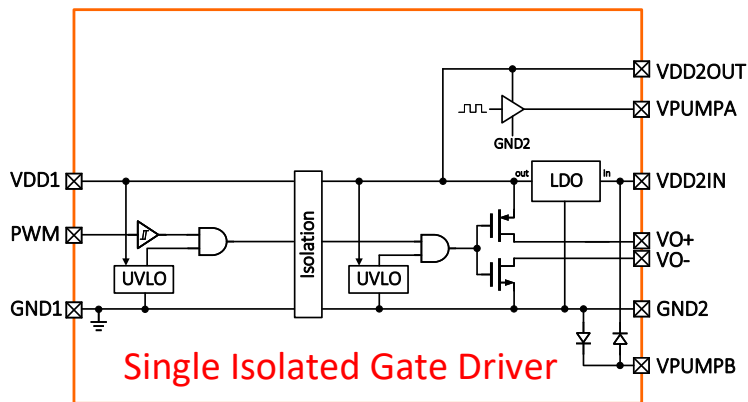 VDD2OUT
VPUMPA
GND2
VDD1
out
LDO
in
VDD2IN
PWM
Isolation
VO+
VO-
UVLO
UVLO
GND1
GND2
Single Isolated Gate Driver
VPUMPB